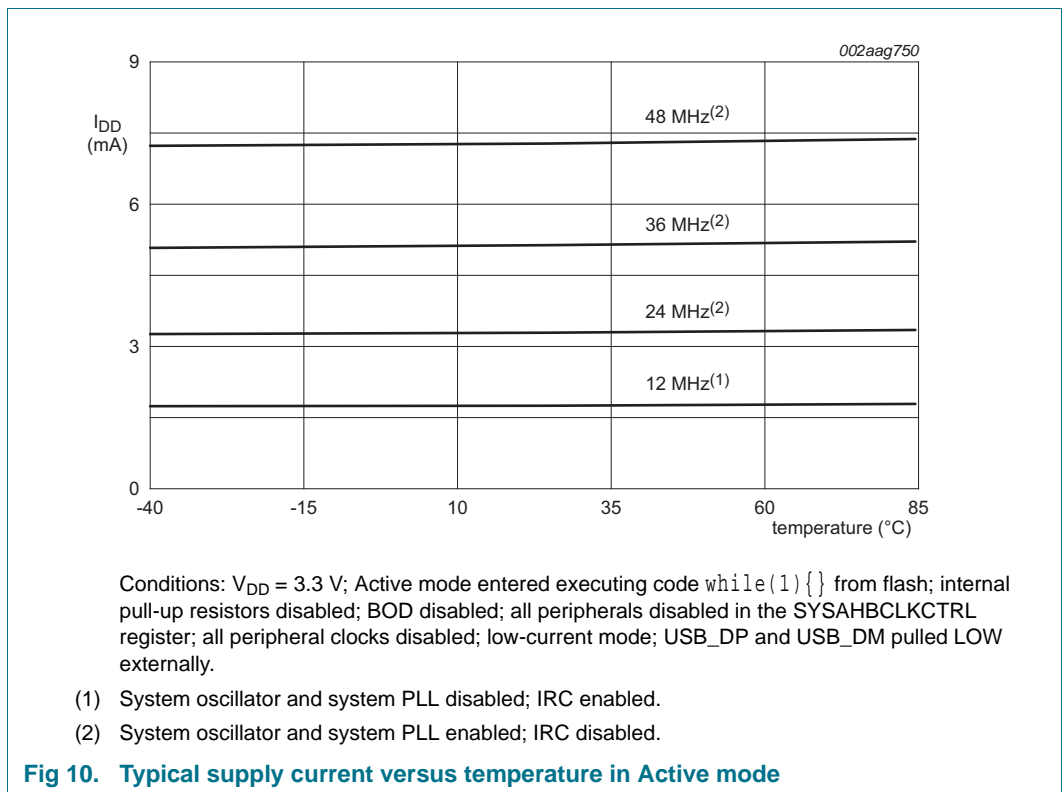 002aag750
9
I_DD
(mA)
48 MHz(2)
6
36 MHz(2)
24 MHz(2)
3
12 MHz(1)
0
-40 -15 10 35 60 85
temperature (°C)
Conditions: V_DD = 3.3 V; Active mode entered executing code while(1){} from flash; internal
pull-up resistors disabled; BOD disabled; all peripherals disabled in the SYSAHBCLKCTRL
register; all peripheral clocks disabled; low-current mode; USB_DP and USB_DM pulled LOW
externally.
(1) System oscillator and system PLL disabled; IRC enabled.
(2) System oscillator and system PLL enabled; IRC disabled.
Fig 10. Typical supply current versus temperature in Active mode